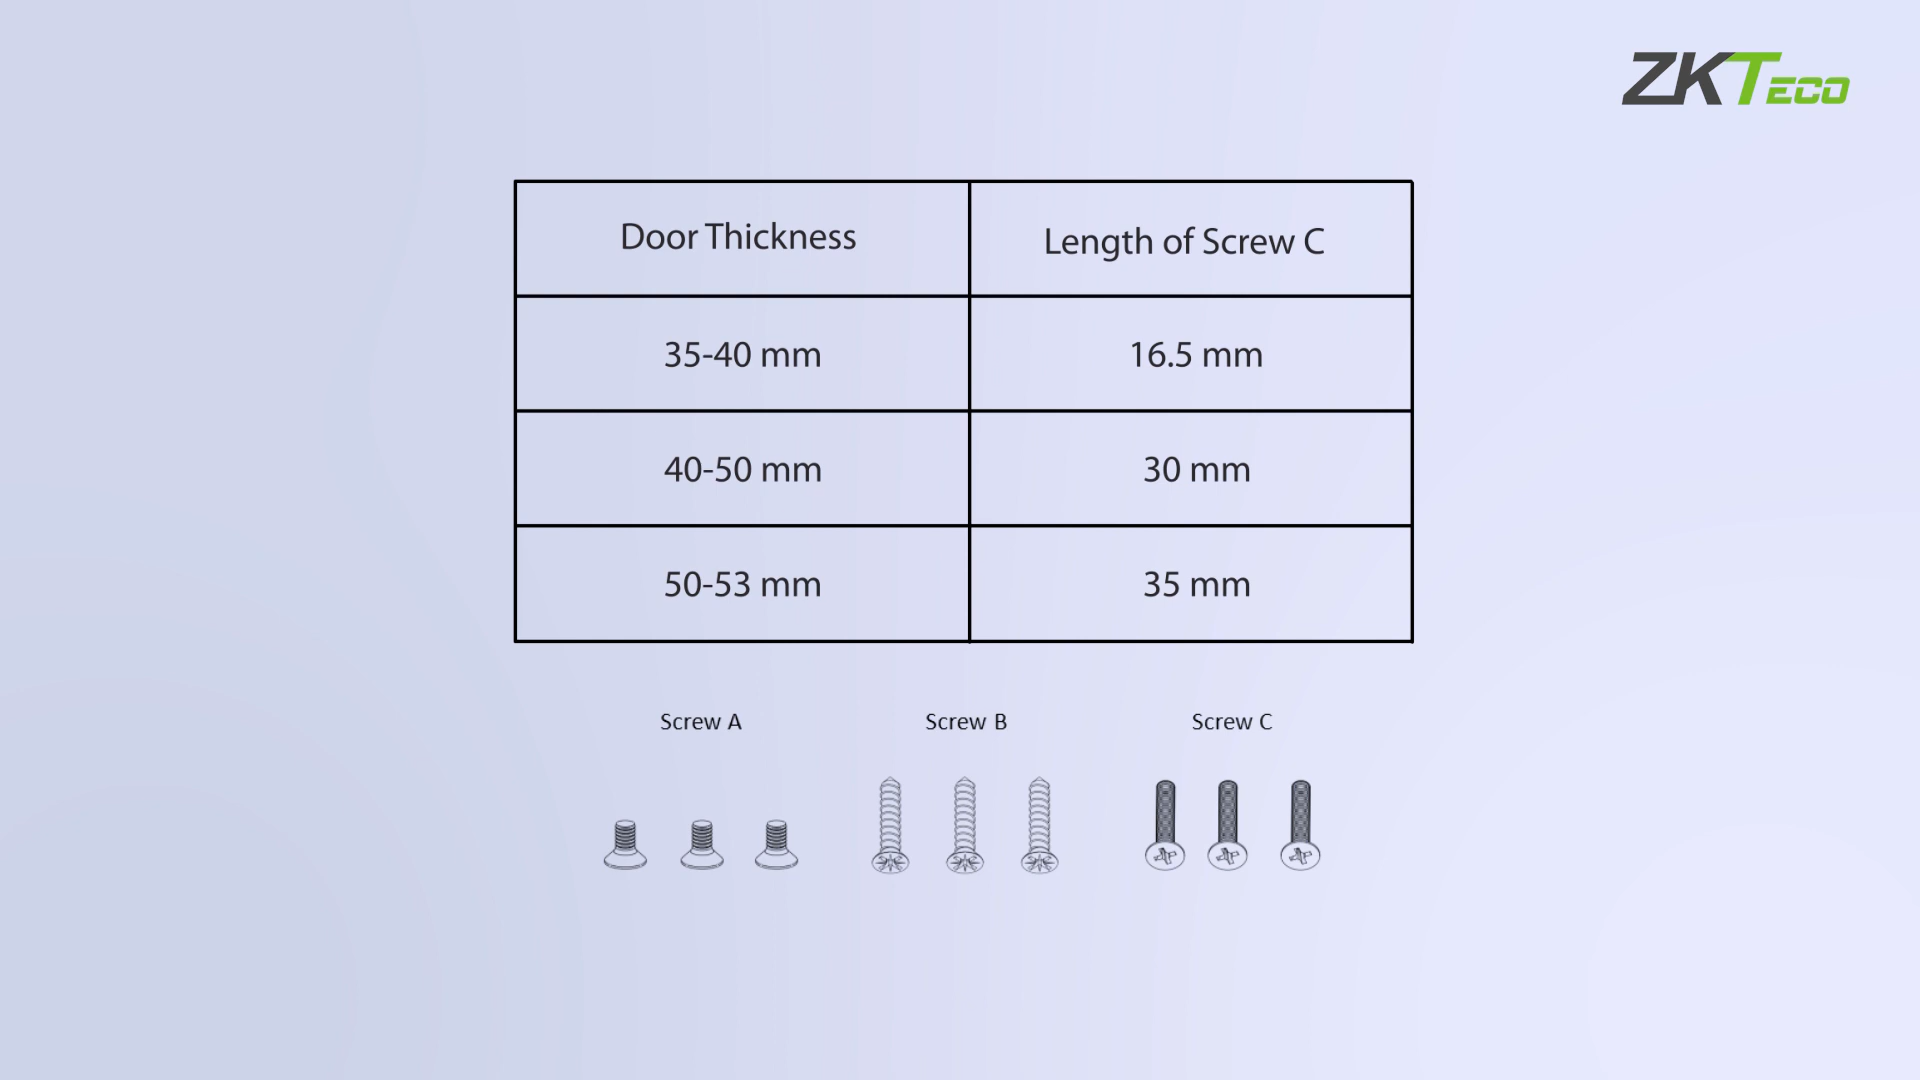 ZKTeco
Door Thickness
Length of Screw C
35-40 mm
16.5 mm
40-50 mm
30 mm
50-53 mm
35 mm
Screw A
Screw B
Screw C